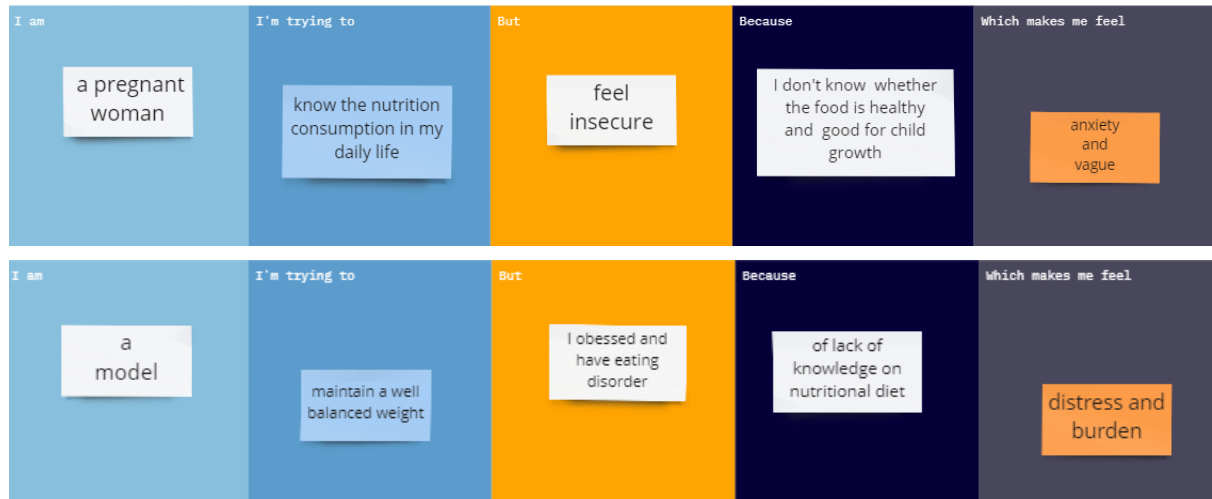 I am
I'm trying to
But
Because
Which makes me feel
a pregnant
woman
know the nutrition
consumption in my
daily life
feel
insecure
I don't know whether
the food is healthy
and good for child
growth
anxiety
and
vague
I am
I'm trying to
But
Because
Which makes me feel
a
model
maintain a well
balanced weight
I obessed and
have eating
disorder
of lack of
knowledge on
nutritional diet
distress and
burden